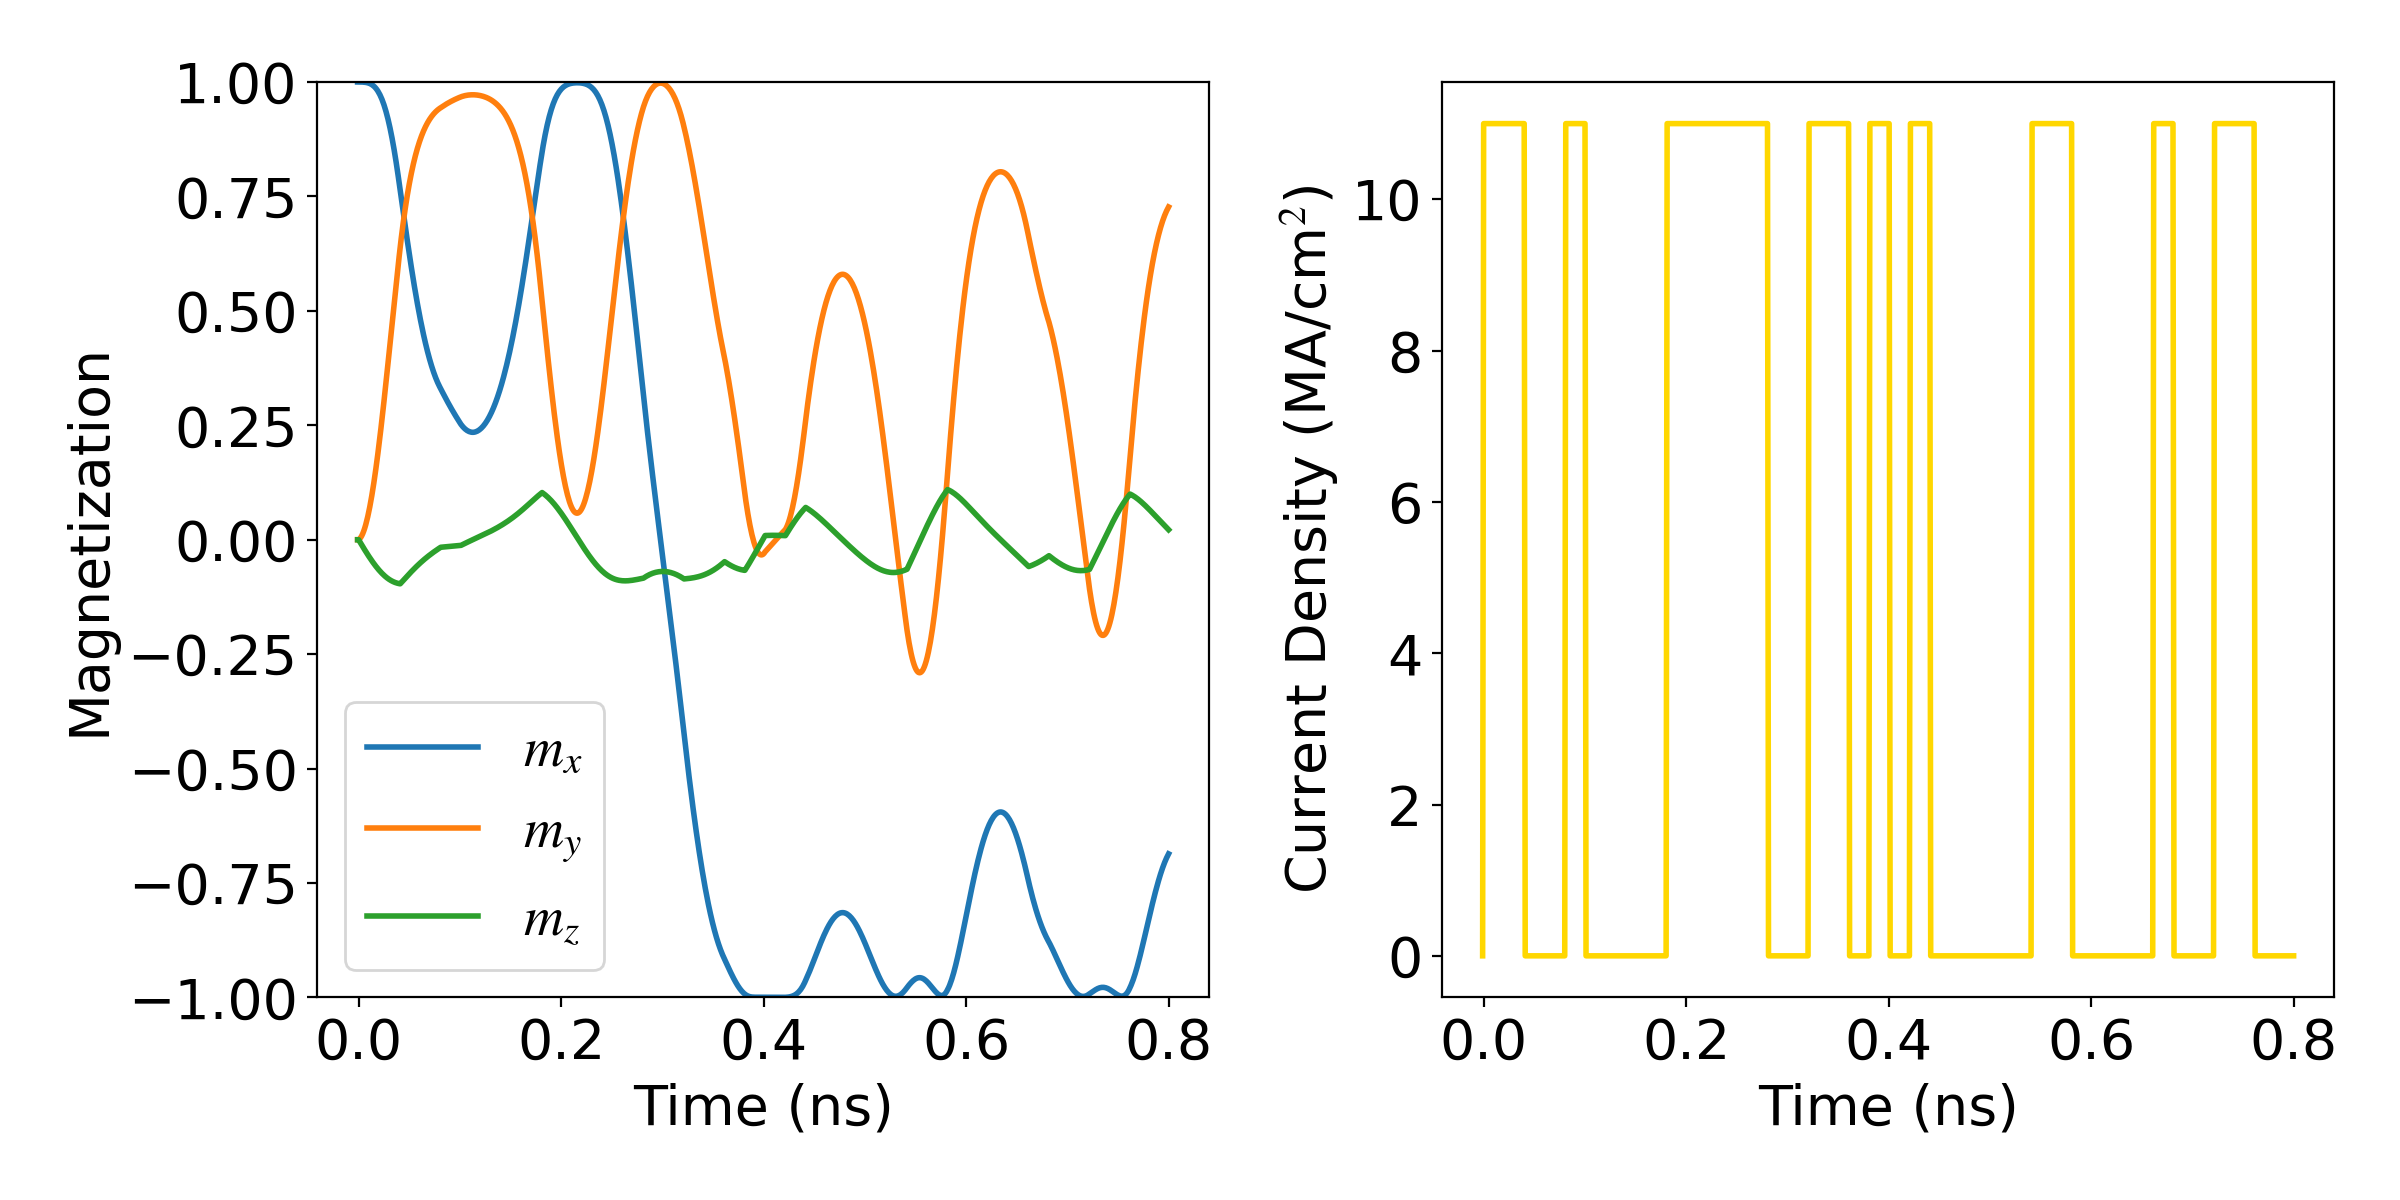 Magnetization
1.00
0.75
0.50
0.25
0.00
−0.25
−0.50
−0.75
−1.00
m_x
m_y
m_z
0.0 0.2 0.4 0.6 0.8
Time (ns)
Current Density (MA/cm²)
10
8
6
4
2
0
0.0 0.2 0.4 0.6 0.8
Time (ns)